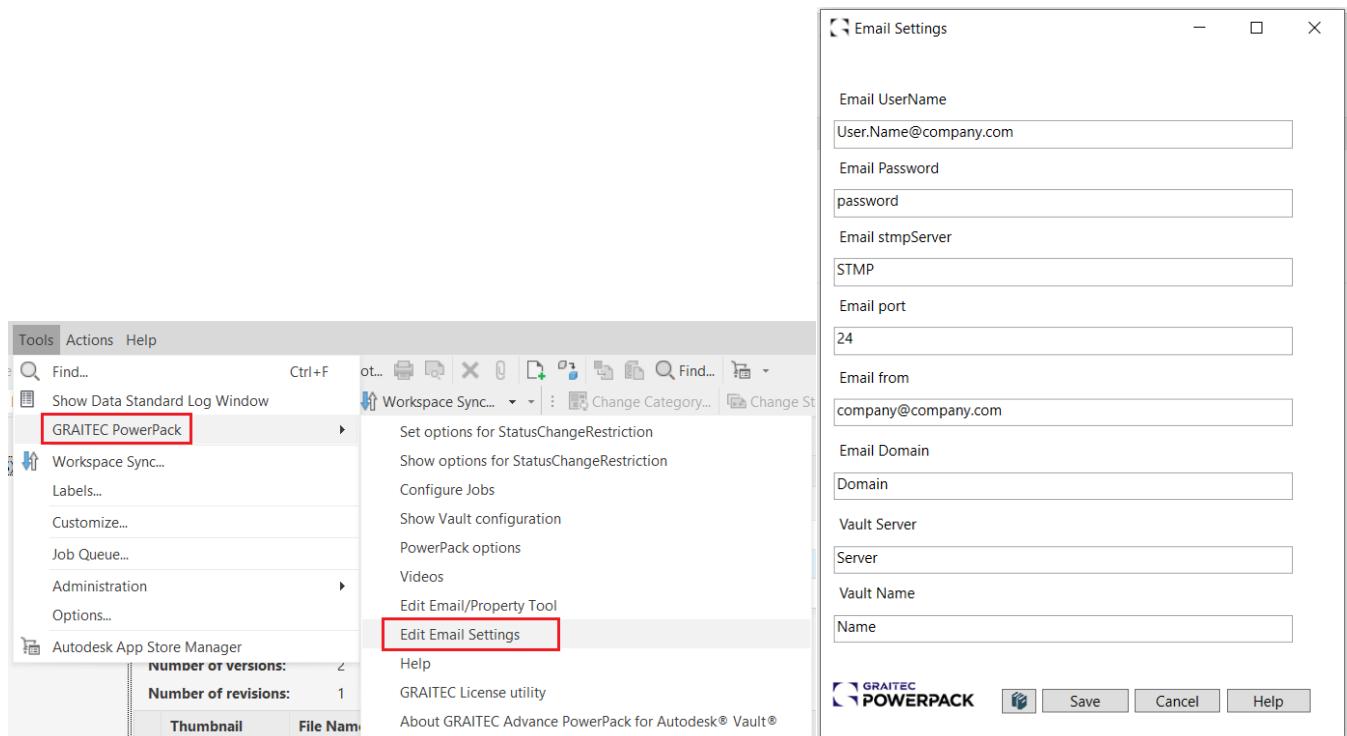 Tools Actions Help
Find... Ctrl+F
Show Data Standard Log Window
GRAITEC PowerPack
Workspace Sync...
Labels...
Customize...
Job Queue...
Administration
Options...
Autodesk App Store Manager
Number of versions: 2
Number of revisions: 1
Thumbnail File Name
ot... Find...
Workspace Sync... Change Category... Change St
Set options for StatusChangeRestriction
Show options for StatusChangeRestriction
Configure Jobs
Show Vault configuration
PowerPack options
Videos
Edit Email/Property Tool
Edit Email Settings
Help
GRAITEC License utility
About GRAITEC Advance PowerPack for Autodesk® Vault®
Email Settings
Email UserName
User.Name@company.com
Email Password
password
Email stmpServer
STMP
Email port
24
Email from
company@company.com
Email Domain
Domain
Vault Server
Server
Vault Name
Name
GRAITEC
POWERPACK
Save Cancel Help